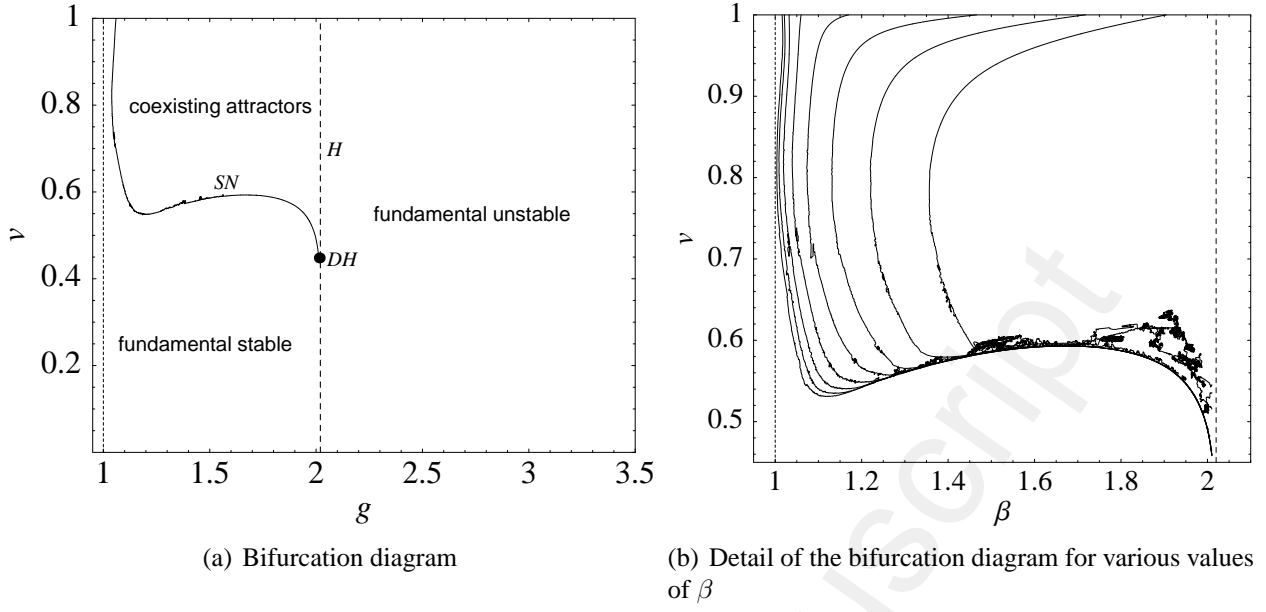 1
0.8
0.6
0.4
0.2
v
coexisting attractors
H
SN
fundamental unstable
DH
fundamental stable
1
1.5
2
2.5
3
3.5
g
(a) Bifurcation diagram
1
0.9
0.8
0.7
0.6
0.5
v
1
1.2
1.4
1.6
1.8
2
β
(b) Detail of the bifurcation diagram for various values
of β
script